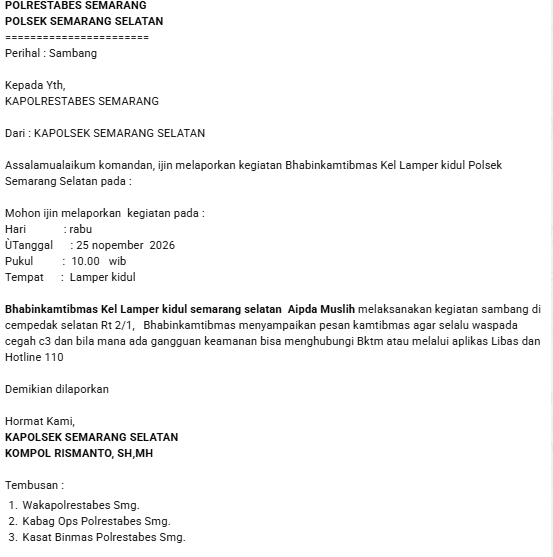 POLRESTABES SEMARANG
POLSEK SEMARANG SELATAN
=======================
Perihal : Sambang
Kepada Yth,
KAPOLRESTABES SEMARANG
Dari : KAPOLSEK SEMARANG SELATAN
Assalamualaikum komandan, ijin melaporkan kegiatan Bhabinkamtibmas Kel Lamper kidul Polsek
Semarang Selatan pada :
Mohon ijin melaporkan  kegiatan pada :
Hari : rabu
ÙTanggal : 25 nopember 2026
Pukul : 10.00 wib
Tempat : Lamper kidul
Bhabinkamtibmas Kel Lamper kidul semarang selatan Aipda Muslih melaksanakan kegiatan sambang di
cempedak selatan Rt 2/1, Bhabinkamtibmas menyampaikan pesan kamtibmas agar selalu waspada
cegah c3 dan bila mana ada gangguan keamanan bisa menghubungi Bktm atau melalui aplikas Libas dan
Hotline 110
Demikian dilaporkan
Hormat Kami,
KAPOLSEK SEMARANG SELATAN
KOMPOL RISMANTO, SH,MH
Tembusan :
1. Wakapolrestabes Smg.
2. Kabag Ops Polrestabes Smg.
3. Kasat Binmas Polrestabes Smg.